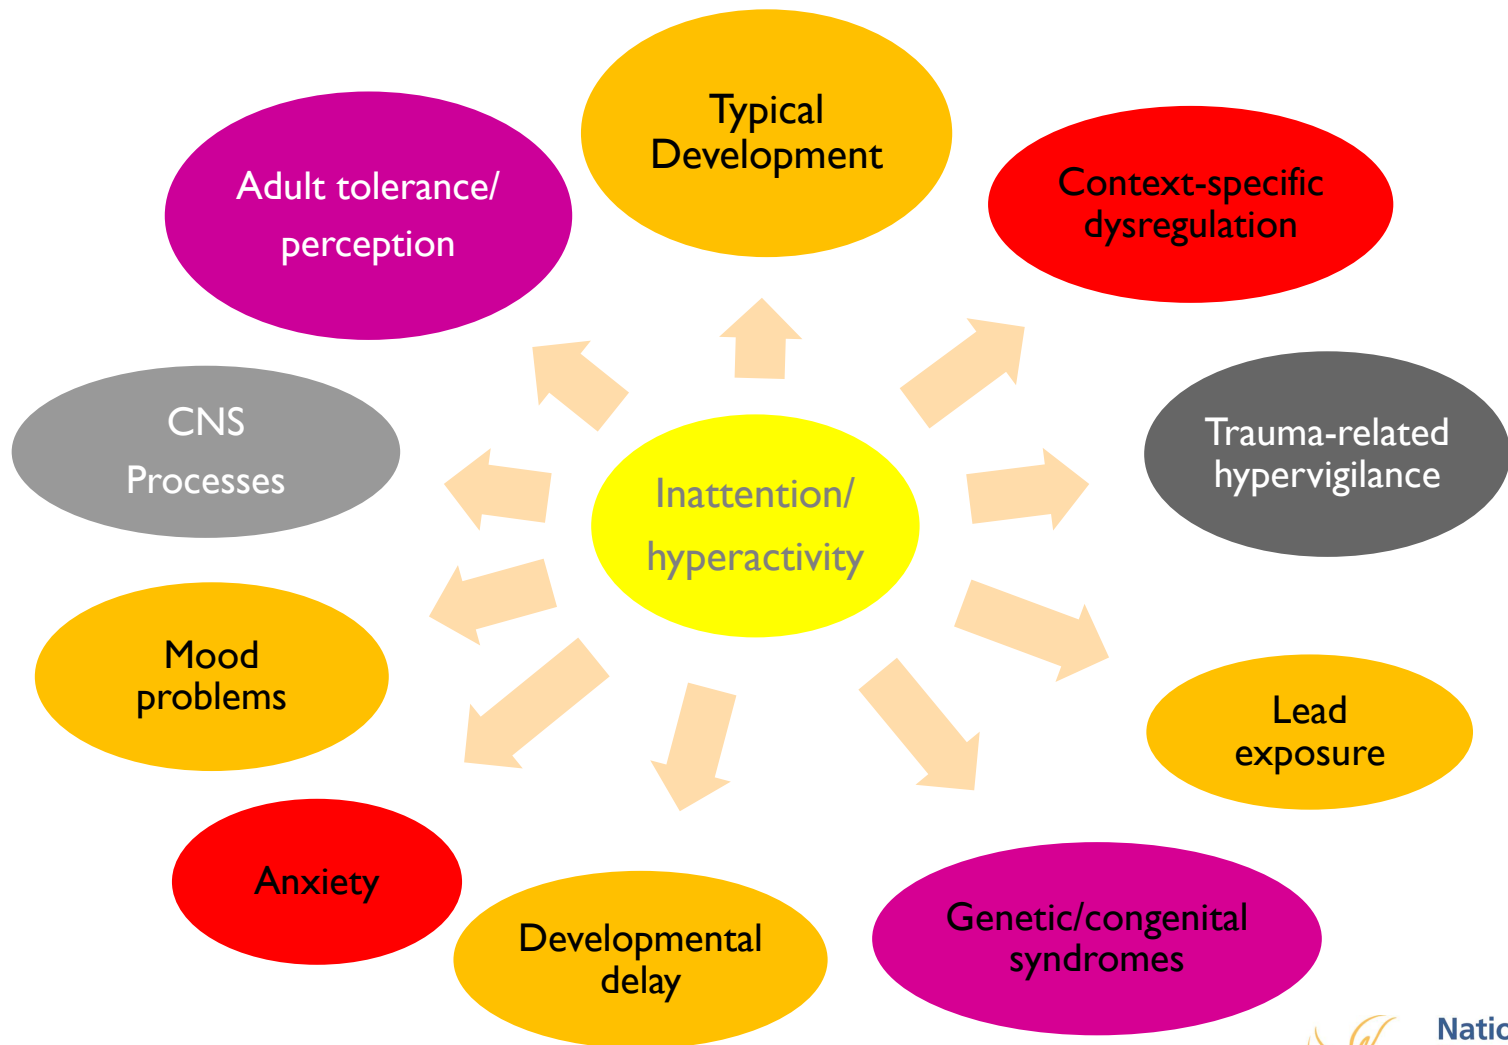 Typical
Development
Adult tolerance/
perception
Context-specific
dysregulation
CNS
Processes
Trauma-related
hypervigilance
Inattention/
hyperactivity
Mood
problems
Lead
exposure
Anxiety
Developmental
delay
Genetic/congenital
syndromes